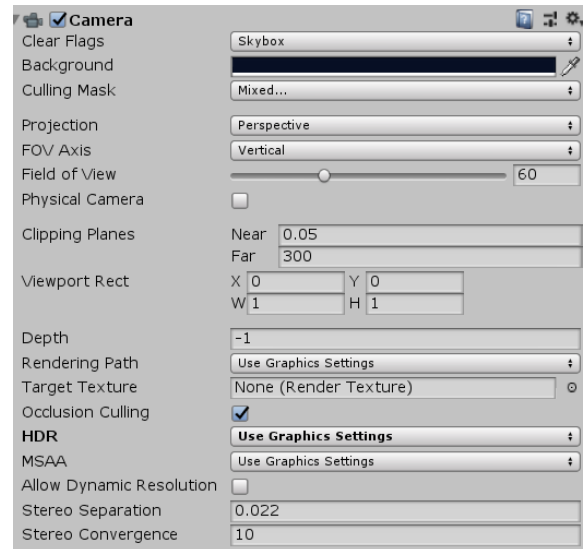 Camera
Clear Flags Skybox
Background
Culling Mask Mixed...
Projection Perspective
FOV Axis Vertical
Field of View 60
Physical Camera
Clipping Planes Near 0.05
Far 300
Viewport Rect X 0 Y 0
W 1 H 1
Depth -1
Rendering Path Use Graphics Settings
Target Texture None (Render Texture)
Occlusion Culling
HDR Use Graphics Settings
MSAA Use Graphics Settings
Allow Dynamic Resolution
Stereo Separation 0.022
Stereo Convergence 10